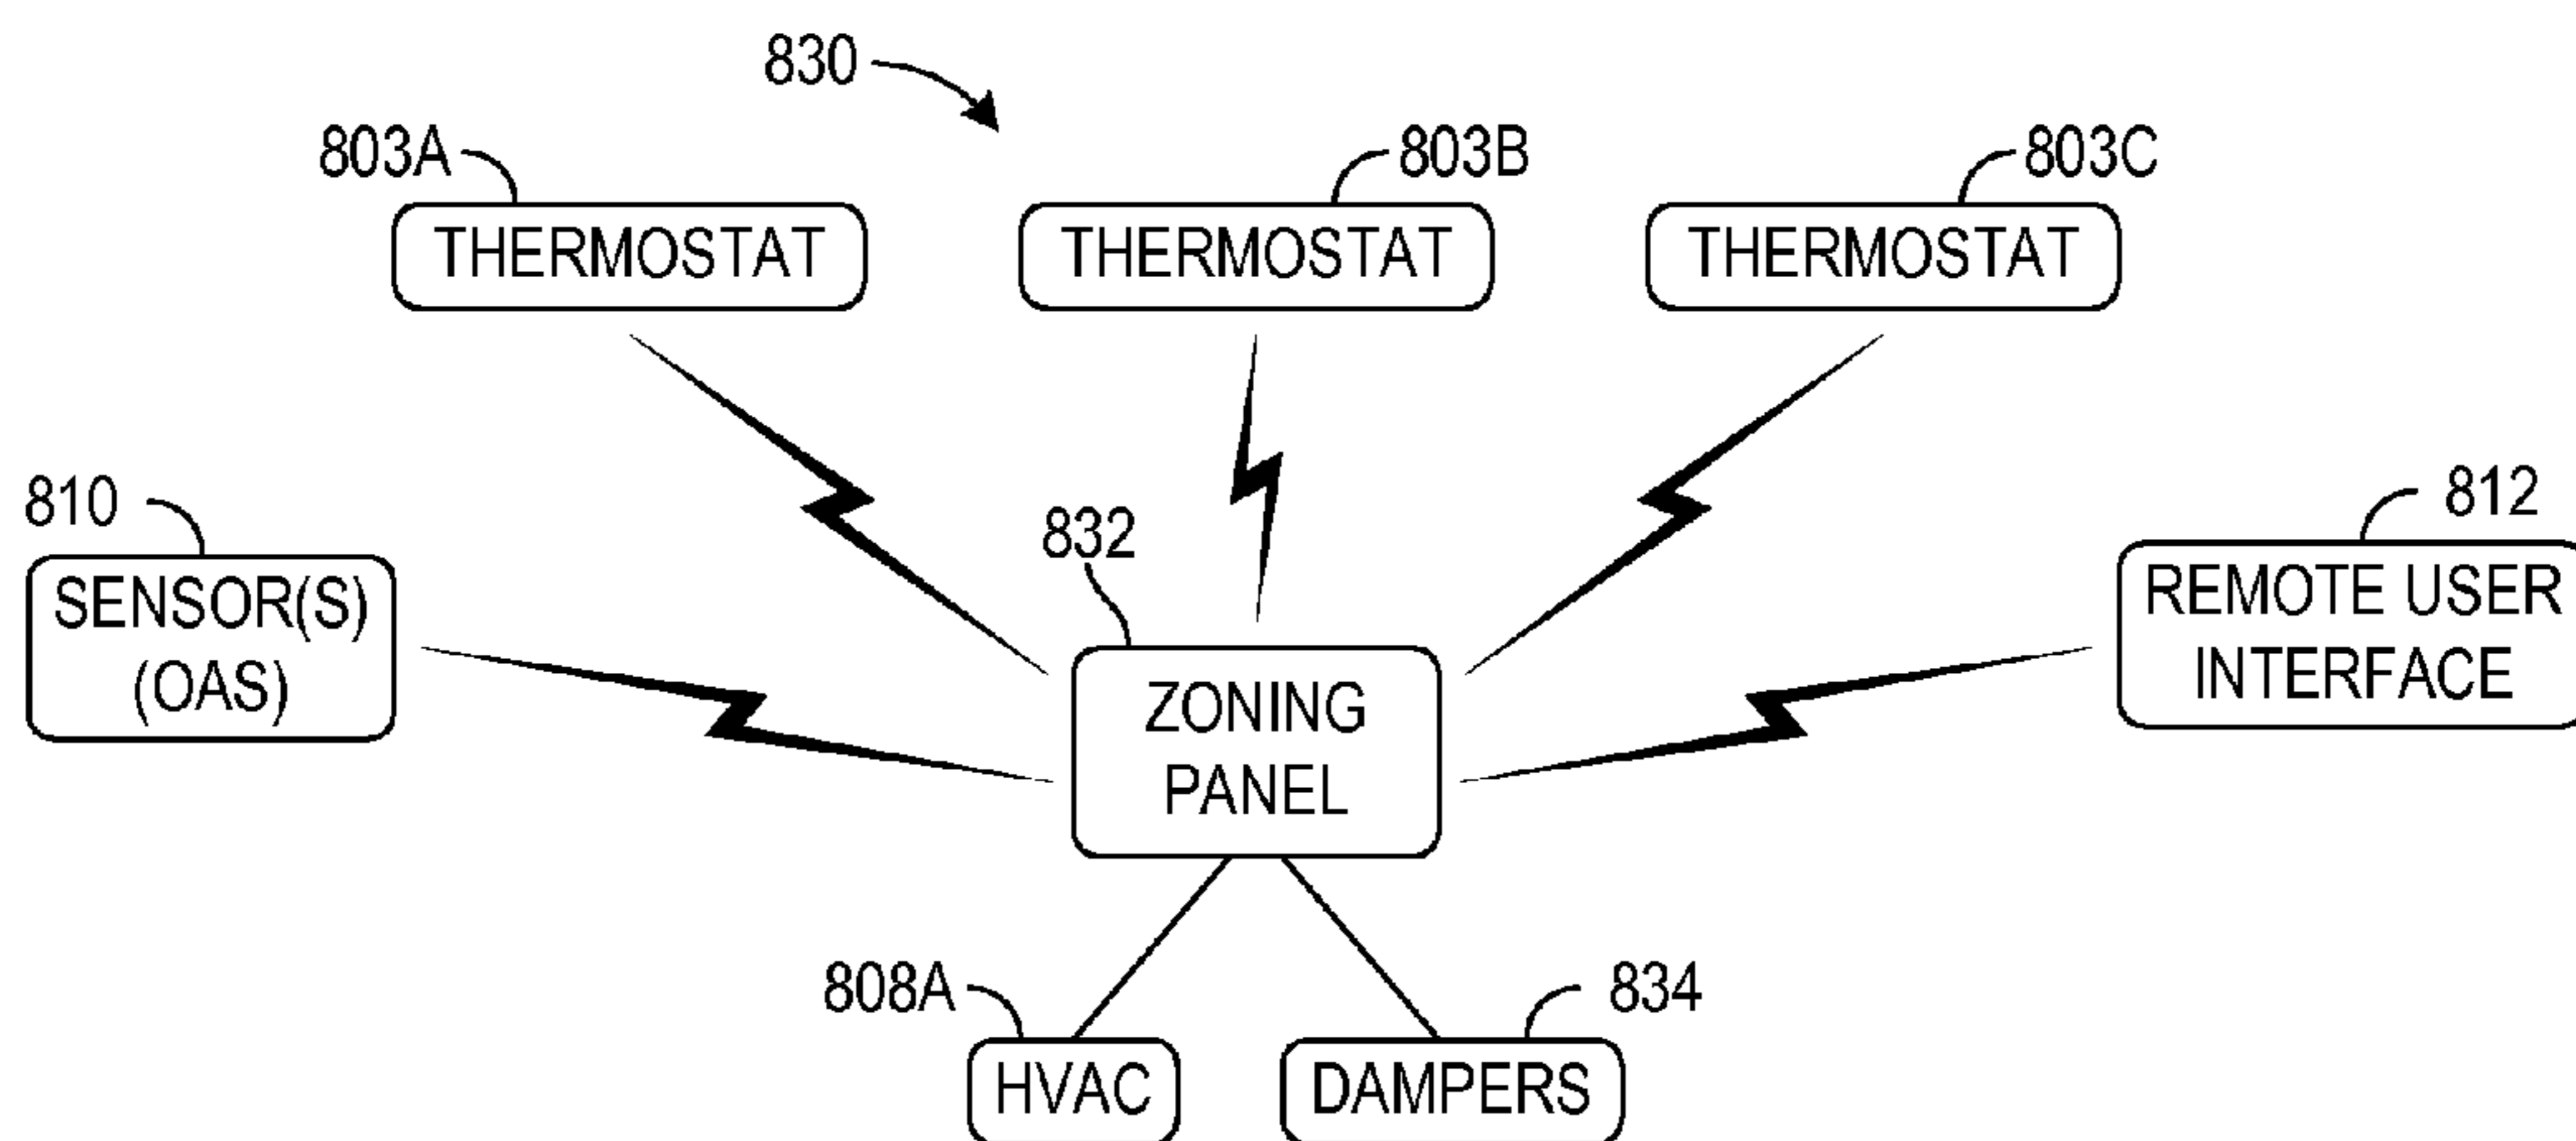 830
803A
803B
803C
THERMOSTAT
THERMOSTAT
THERMOSTAT
810
812
832
SENSOR(S)
(OAS)
REMOTE USER
INTERFACE
ZONING
PANEL
808A
834
HVAC
DAMPERS